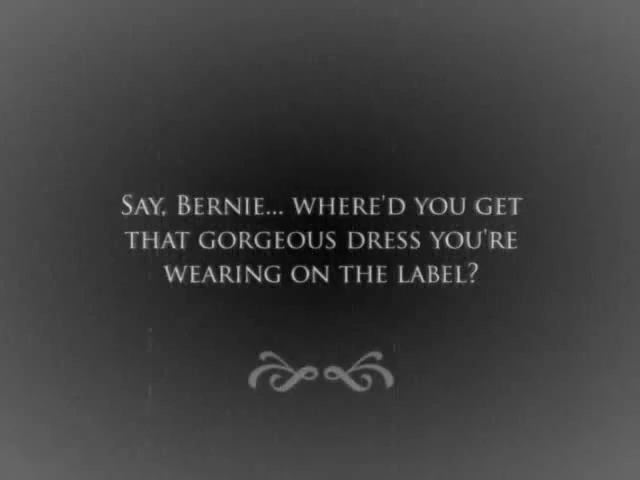 Say, Bernie... where'd you get
that gorgeous dress you're
wearing on the label?